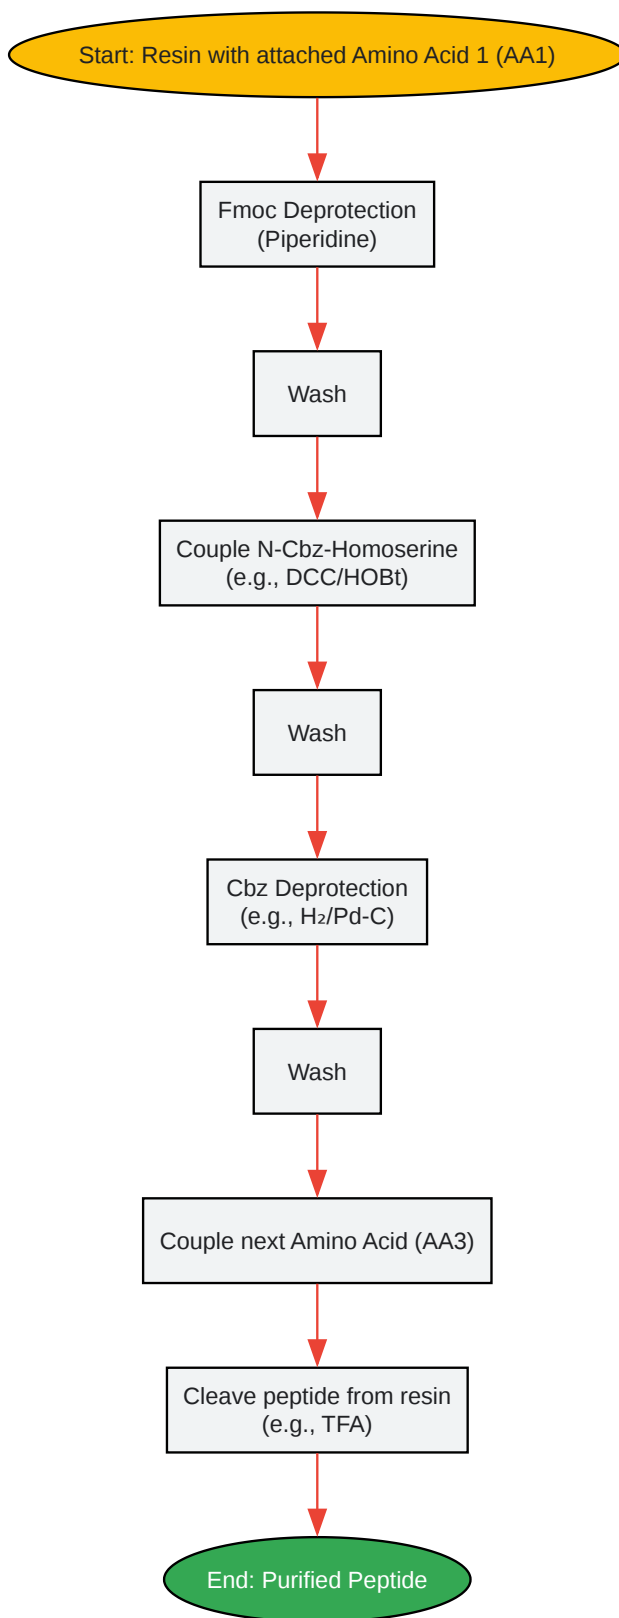 Start: Resin with attached Amino Acid 1 (AA1)
Fmoc Deprotection
(Piperidine)
Wash
Couple N-Cbz-Homoserine
(e.g., DCC/HOBt)
Wash
Cbz Deprotection
(e.g., H₂/Pd-C)
Wash
Couple next Amino Acid (AA3)
Cleave peptide from resin
(e.g., TFA)
End: Purified Peptide